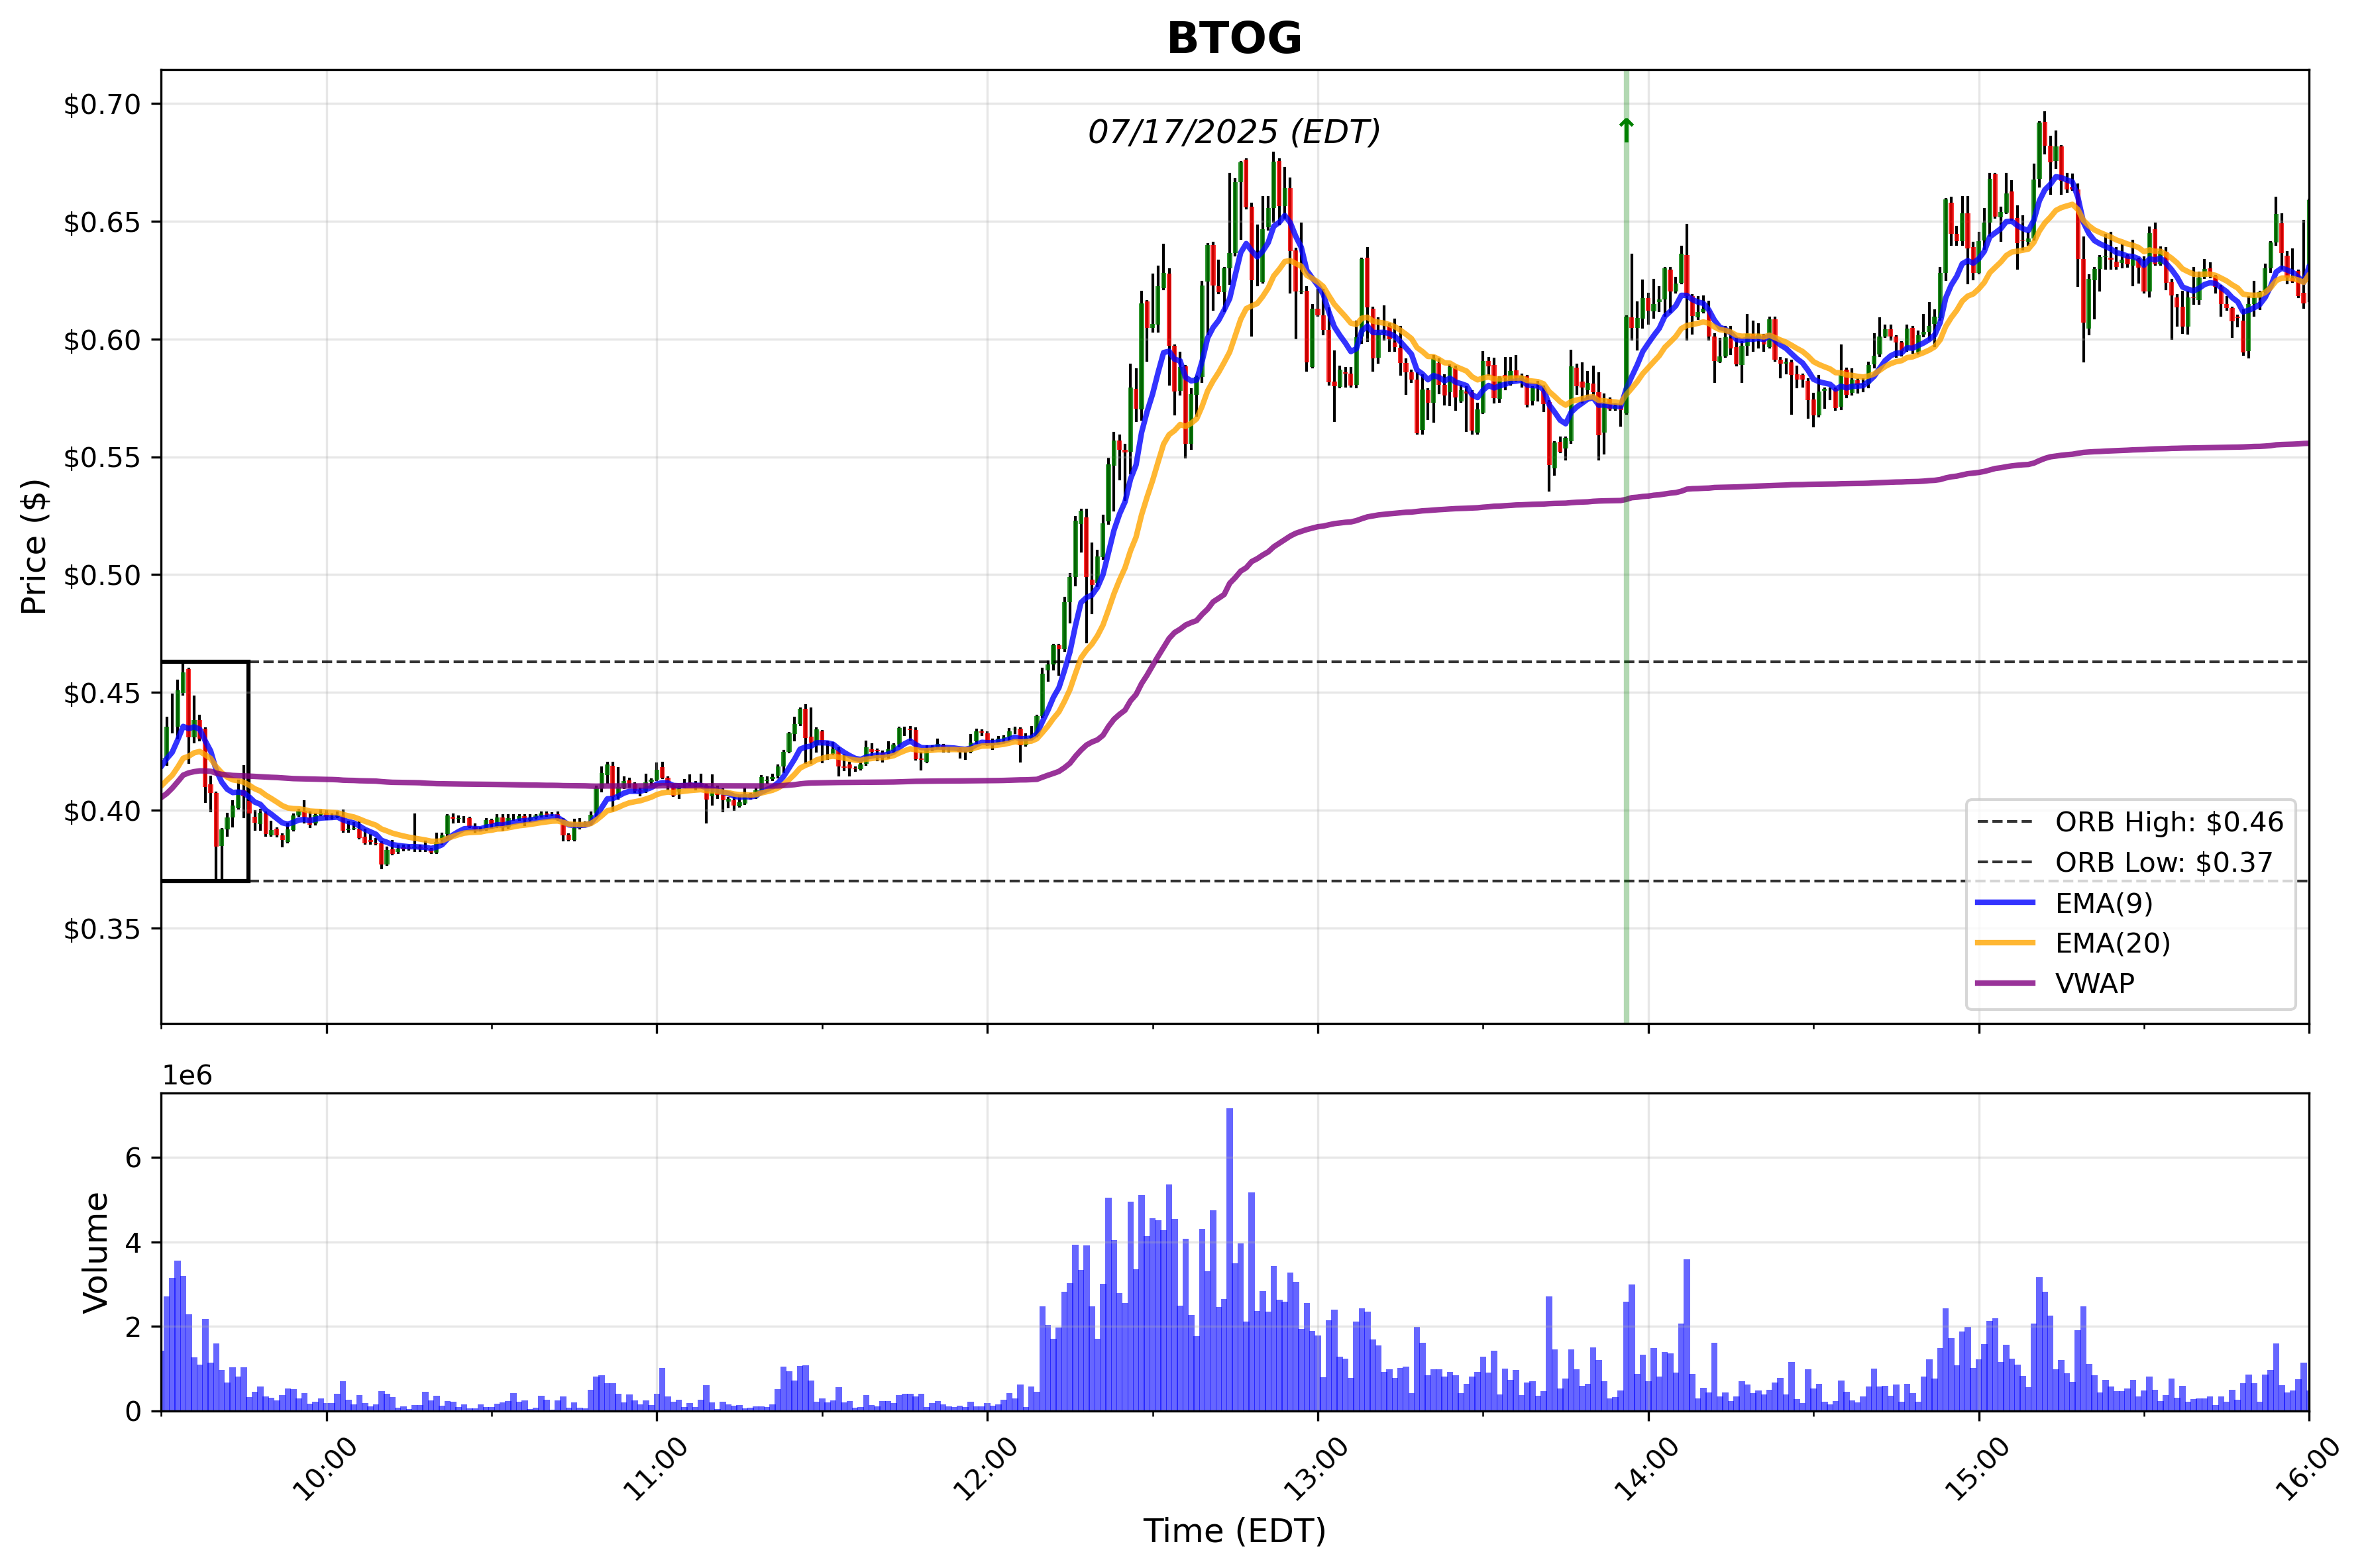 BTOG
07/17/2025 (EDT)
↑
Price ($)
$0.70
$0.65
$0.60
$0.55
$0.50
$0.45
$0.40
$0.35
ORB High: $0.46
ORB Low: $0.37
EMA(9)
EMA(20)
VWAP
1e6
Volume
6
4
2
0
10:00
11:00
12:00
13:00
14:00
15:00
16:00
Time (EDT)